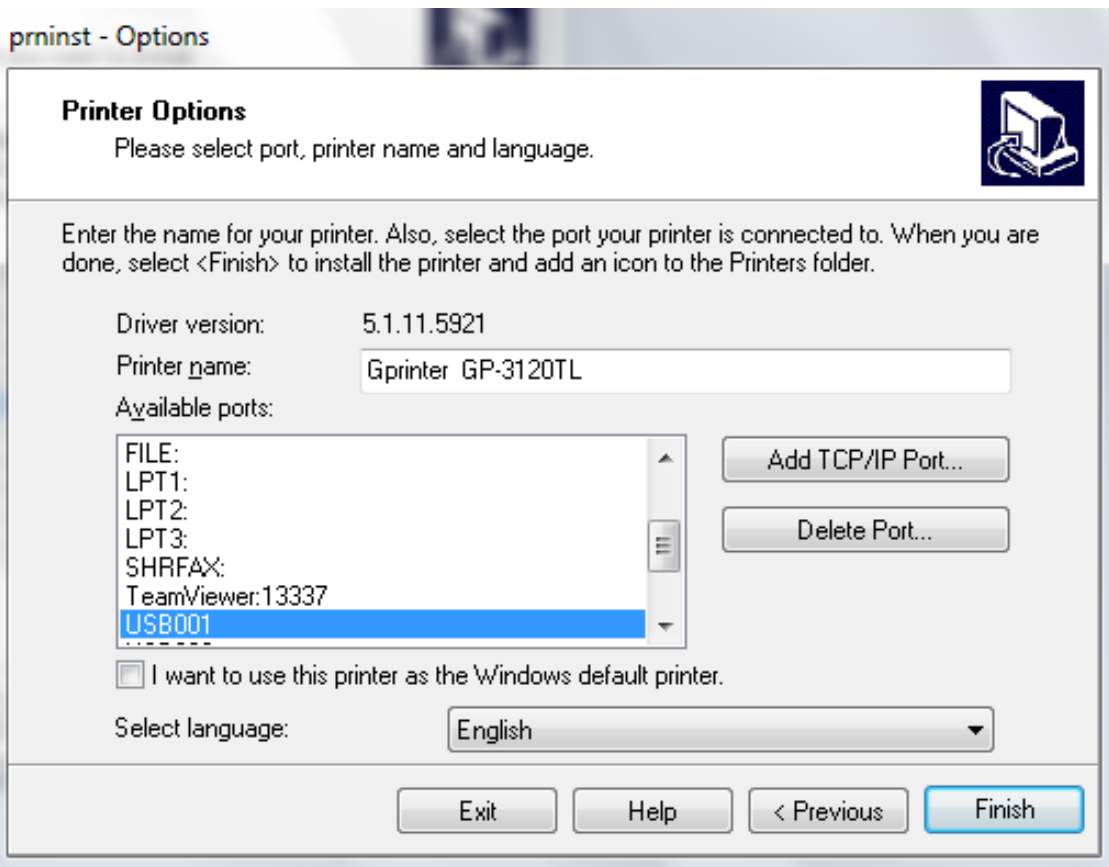 prninst - Options
Printer Options
Please select port, printer name and language.
Enter the name for your printer. Also, select the port your printer is connected to. When you are
done, select <Finish> to install the printer and add an icon to the Printers folder.
Driver version: 5.1.11.5921
Printer name: Gprinter  GP-3120TL
Available ports:
FILE:
LPT1:
LPT2:
LPT3:
SHRFAX:
TeamViewer:13337
USB001
Add TCP/IP Port...
Delete Port...
I want to use this printer as the Windows default printer.
Select language: English
Exit Help < Previous Finish